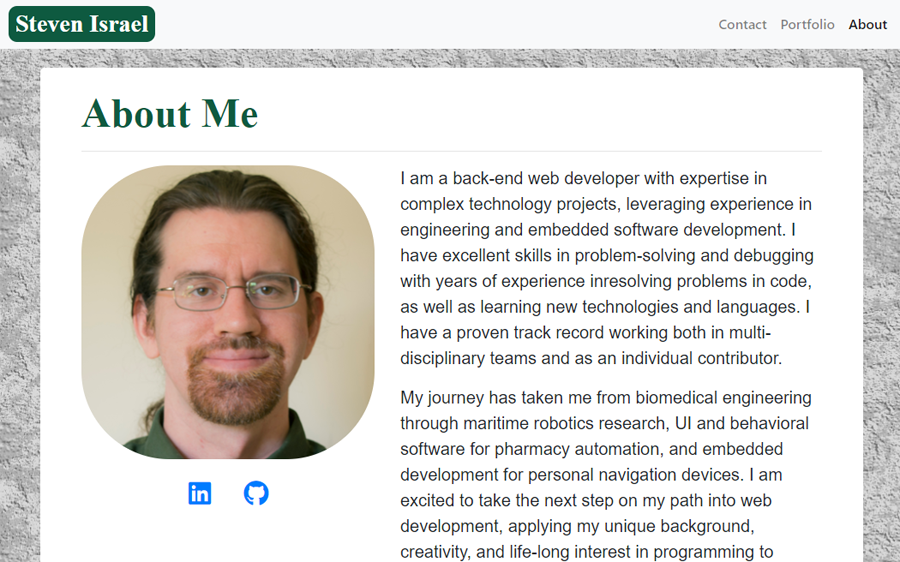 Steven Israel
Contact Portfolio About
About Me
I am a back-end web developer with expertise in
complex technology projects, leveraging experience in
engineering and embedded software development. I
have excellent skills in problem-solving and debugging
with years of experience inresolving problems in code,
as well as learning new technologies and languages. I
have a proven track record working both in multi-
disciplinary teams and as an individual contributor.
My journey has taken me from biomedical engineering
through maritime robotics research, UI and behavioral
software for pharmacy automation, and embedded
development for personal navigation devices. I am
excited to take the next step on my path into web
development, applying my unique background,
creativity, and life-long interest in programming to
in